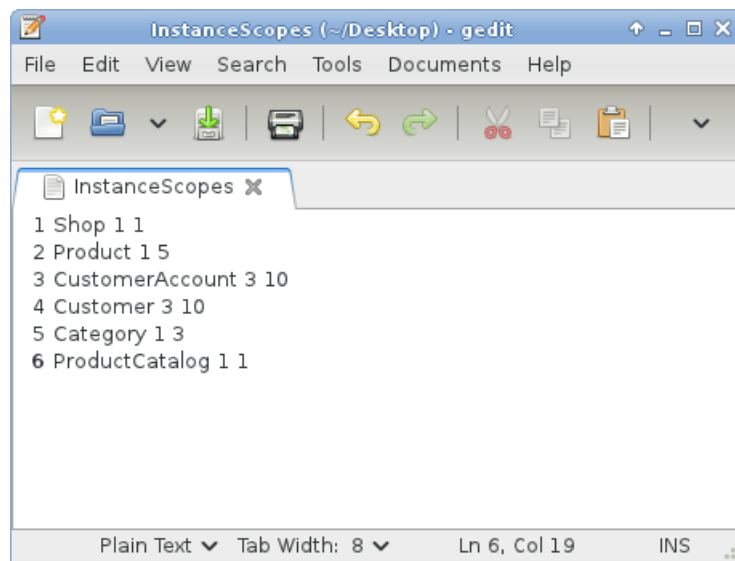 InstanceScopes (~/Desktop) - gedit
File Edit View Search Tools Documents Help
InstanceScopes
1 Shop 1 1
2 Product 1 5
3 CustomerAccount 3 10
4 Customer 3 10
5 Category 1 3
6 ProductCatalog 1 1
Plain Text Tab Width: 8 Ln 6, Col 19 INS